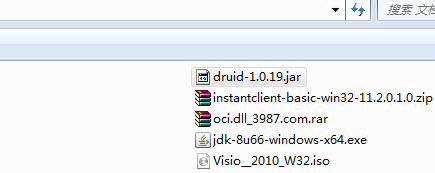 搜索 文档
druid-1.0.19.jar
instantclient-basic-win32-11.2.0.1.0.zip
oci.dll_3987.com.rar
jdk-8u66-windows-x64.exe
Visio__2010_W32.iso